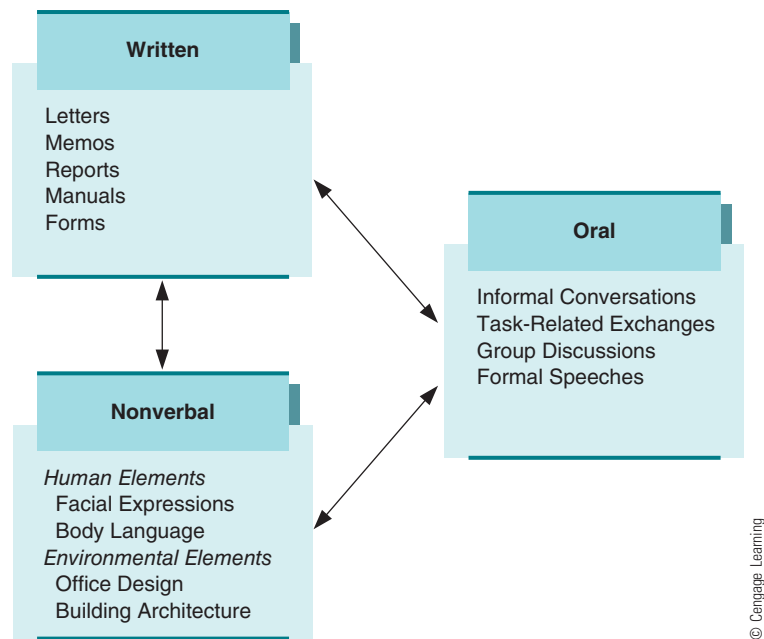 Written
Letters
Memos
Reports
Manuals
Forms
Oral
Informal Conversations
Task-Related Exchanges
Group Discussions
Formal Speeches
Nonverbal
Human Elements
Facial Expressions
Body Language
Environmental Elements
Office Design
Building Architecture
© Cengage Learning